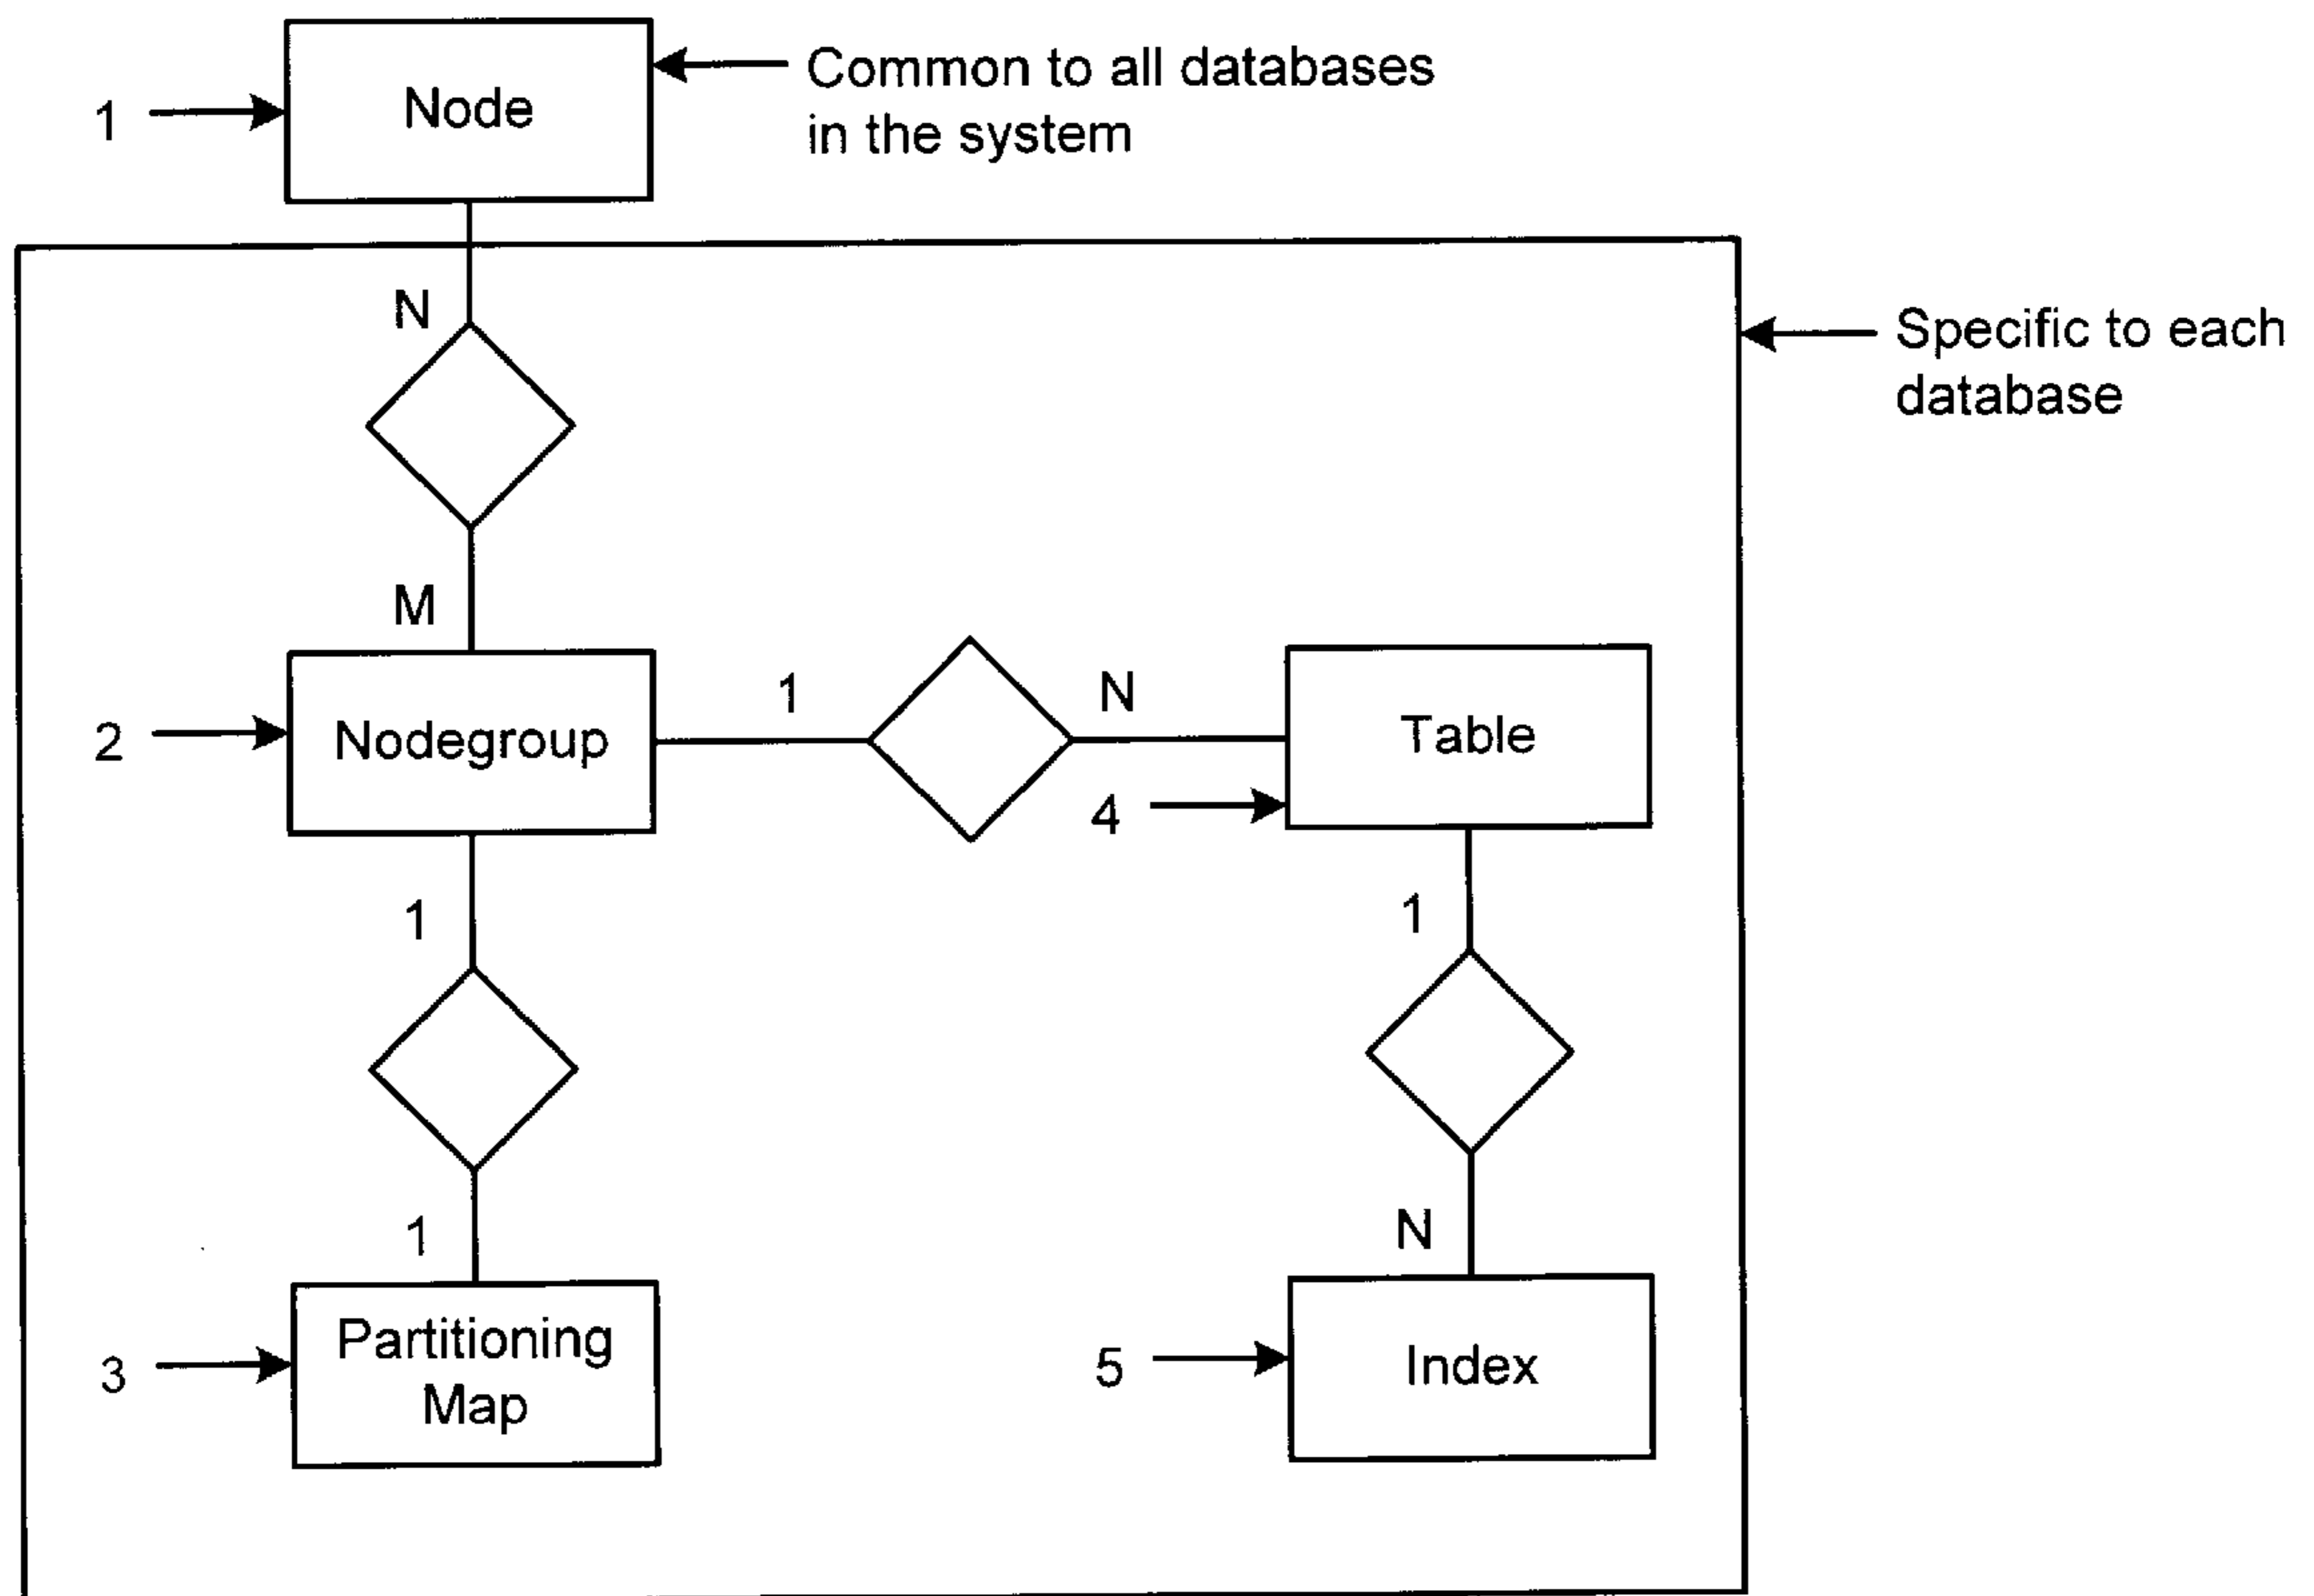 Common to all databases
in the system
1
Node
N
Specific to each
database
M
1
N
2
Nodegroup
Table
4
1
1
1
N
3
Partitioning
Map
5
Index